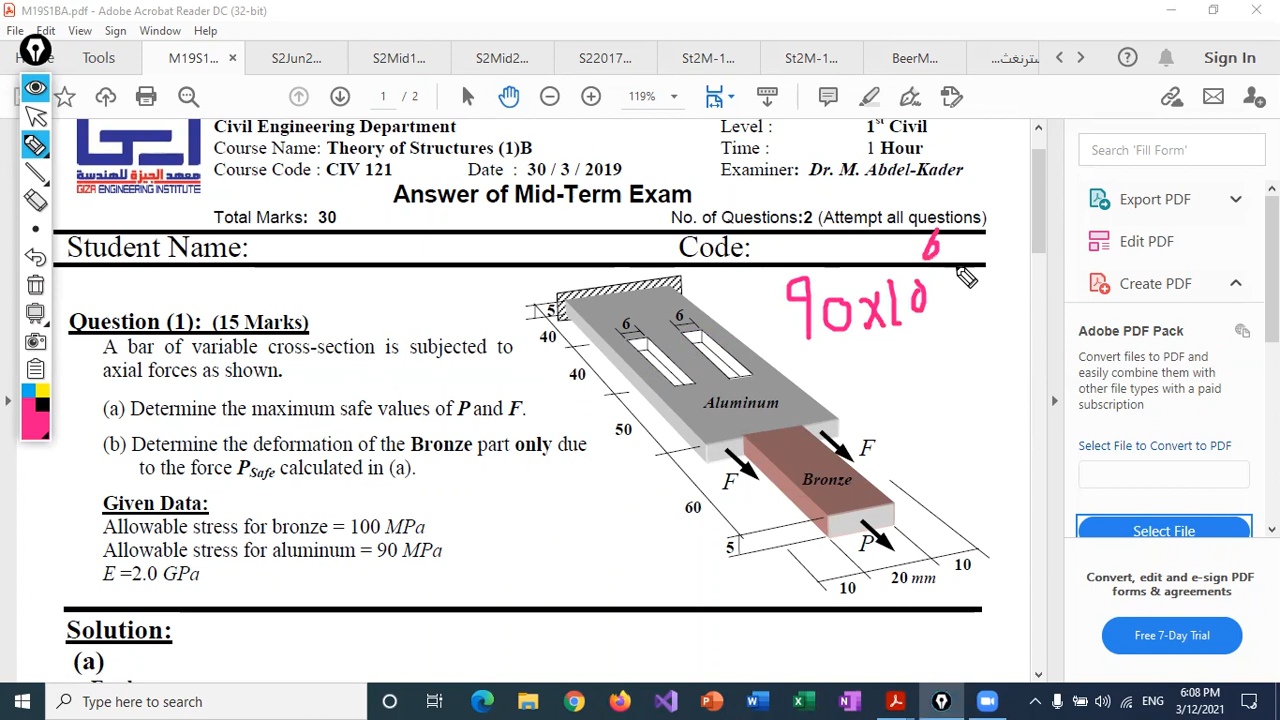 M19S1BA.pdf - Adobe Acrobat Reader DC (32-bit)
File Edit View Sign Window Help
Tools M19S1... S2Jun2... S2Mid1... S2Mid2... S22017... St2M-1... St2M-1... BeerM... ...سترنغث Sign In
1 / 2 119%
Civil Engineering Department Level : 1st Civil
Course Name: Theory of Structures (1)B Time : 1 Hour
Course Code : CIV 121 Date : 30 / 3 / 2019 Examiner: Dr. M. Abdel-Kader
معهد الجيزة للهندسة
GIZA ENGINEERING INSTITUTE
Answer of Mid-Term Exam
Total Marks: 30 No. of Questions:2 (Attempt all questions)
Student Name: Code:
90x10 6
Question (1): (15 Marks)
A bar of variable cross-section is subjected to
axial forces as shown.
(a) Determine the maximum safe values of P and F.
(b) Determine the deformation of the Bronze part only due
to the force PSafe calculated in (a).
Given Data:
Allowable stress for bronze = 100 MPa
Allowable stress for aluminum = 90 MPa
E =2.0 GPa
5
40
6
6
40
50
Aluminum
F
F
Bronze
60
5
P
10
20 mm
10
Solution:
(a)
Search 'Fill Form'
Export PDF
Edit PDF
Create PDF
Adobe PDF Pack
Convert files to PDF and
easily combine them with
other file types with a paid
subscription
Select File to Convert to PDF
Select File
Convert, edit and e-sign PDF
forms & agreements
Free 7-Day Trial
Type here to search
ENG
6:08 PM
3/12/2021